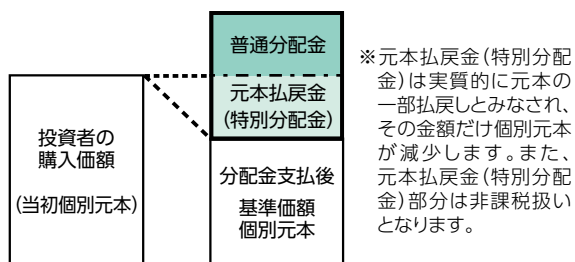 投資者の
購入価額
(当初個別元本)
普通分配金
元本払戻金
(特別分配金)
分配金支払後
基準価額
個別元本
※元本払戻金(特別分配
金)は実質的に元本の
一部払戻しとみなされ、
その金額だけ個別元本
が減少します。また、
元本払戻金(特別分配
金)部分は非課税扱い
となります。